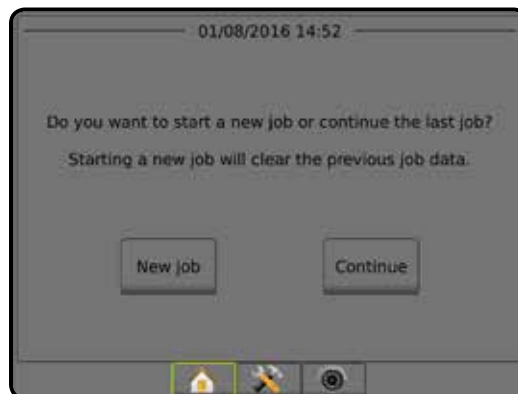 01/08/2016 14:52
Do you want to start a new job or continue the last job?
Starting a new job will clear the previous job data.
New job
Continue